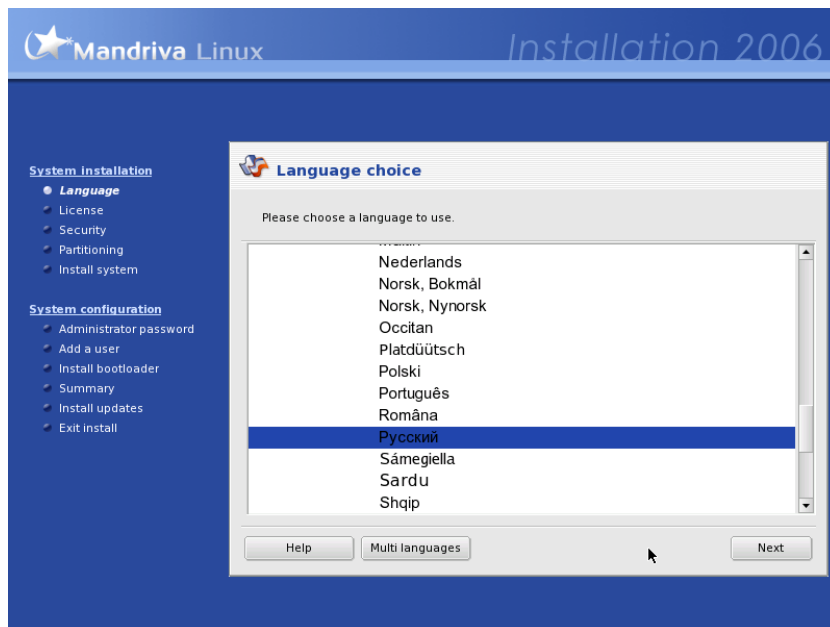 Mandriva Linux
Installation 2006
System installation
Language
License
Security
Partitioning
Install system
System configuration
Administrator password
Add a user
Install bootloader
Summary
Install updates
Exit install
Language choice
Please choose a language to use.
Nederlands
Norsk, Bokmål
Norsk, Nynorsk
Occitan
Platdüütsch
Polski
Português
Româna
Русский
Sámegiella
Sardu
Shqip
Help
Multi languages
Next